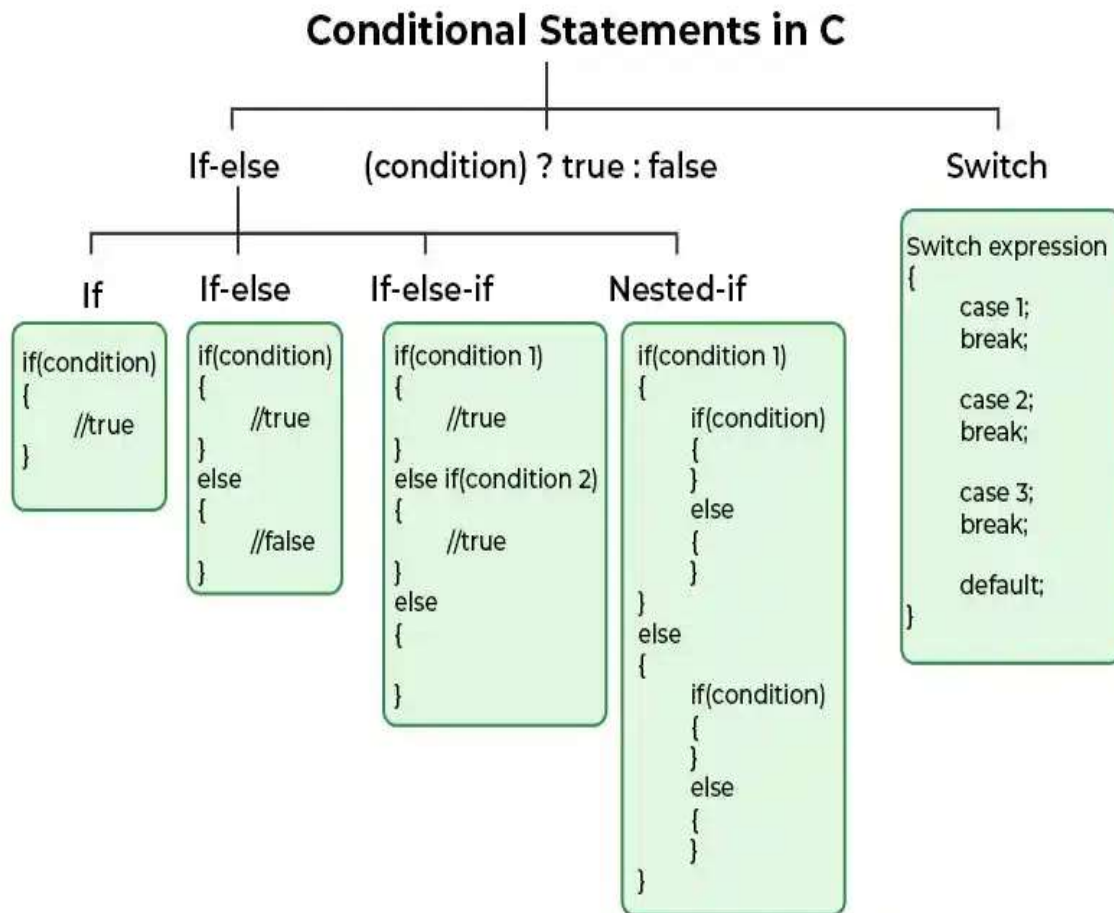 Conditional Statements in C
If-else
(condition) ? true : false
Switch
If
if(condition)
{
//true
}
If-else
if(condition)
{
//true
}
else
{
//false
}
If-else-if
if(condition 1)
{
//true
}
else if(condition 2)
{
//true
}
else
{
}
Nested-if
if(condition 1)
{
if(condition)
{
}
else
{
}
}
else
{
if(condition)
{
}
else
{
}
}
Switch expression
{
case 1;
break;
case 2;
break;
case 3;
break;
default;
}